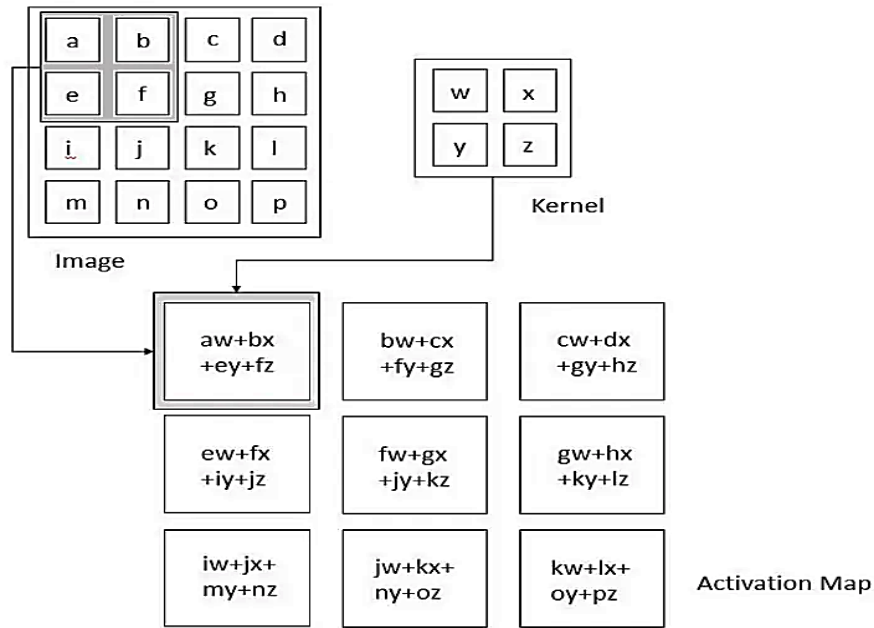 a b c d
e f g h
i j k l
m n o p
Image
w x
y z
Kernel
aw+bx
+ey+fz
bw+cx
+fy+gz
cw+dx
+gy+hz
ew+fx
+iy+jz
fw+gx
+jy+kz
gw+hx
+ky+lz
iw+jx+
my+nz
jw+kx+
ny+oz
kw+lx+
oy+pz
Activation Map